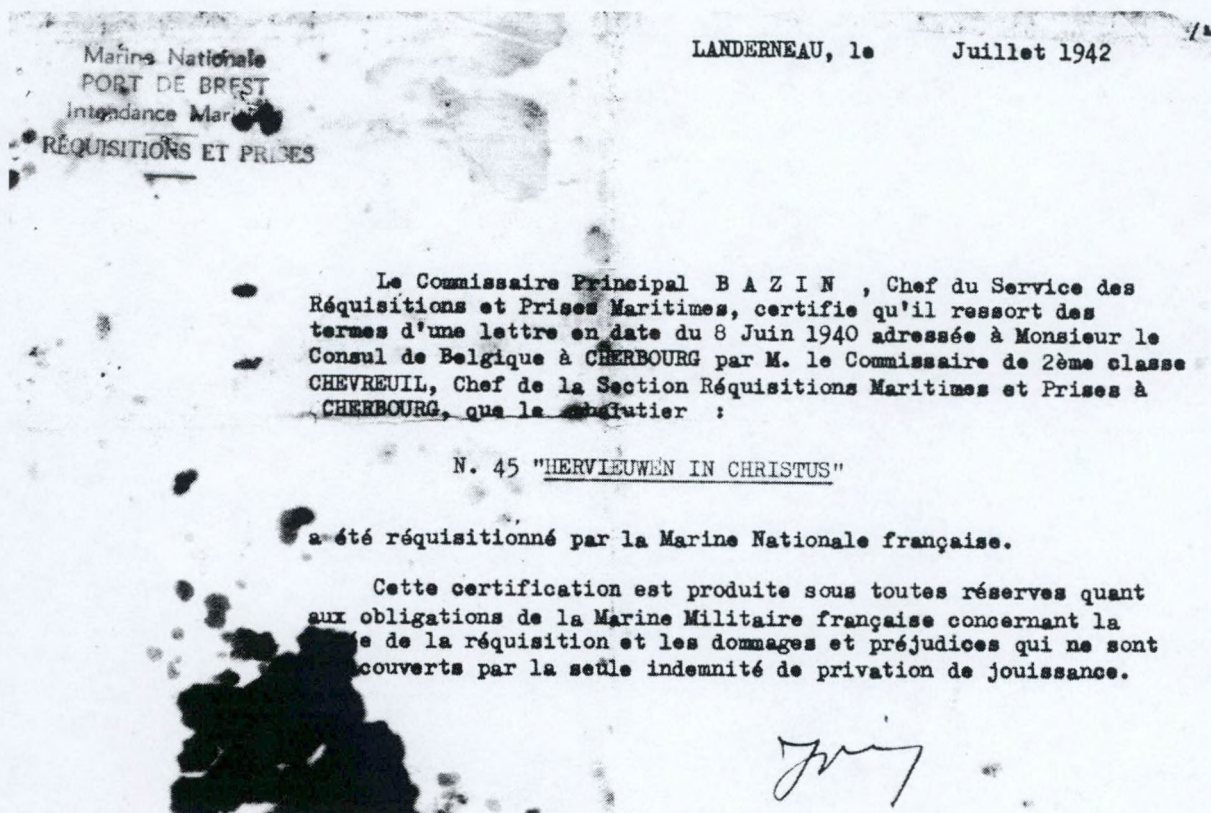 Marine Nationale
PORT DE BREST
Intendance
RÉQUISITIONS ET PRISES
LANDERNEAU, le Juillet 1942
Le Commissaire Principal B A Z I N , Chef du Service des
Réquisitions et Prises Maritimes, certifie qu'il ressort des
termes d'une lettre en date du 8 Juin 1940 adressée à Monsieur le
Consul de Belgique à CHERBOURG par M. le Commissaire de 2ème classe
CHEVREUIL, Chef de la Section Réquisitions Maritimes et Prises à
CHERBOURG, que le chalutier :
N. 45 "HERVIEUWEN IN CHRISTUS"
a été réquisitionné par la Marine Nationale française.
Cette certification est produite sous toutes réserves quant
aux obligations de la Marine Militaire française concernant la
de la réquisition et les dommages et préjudices qui ne sont
couverts par la seule indemnité de privation de jouissance.